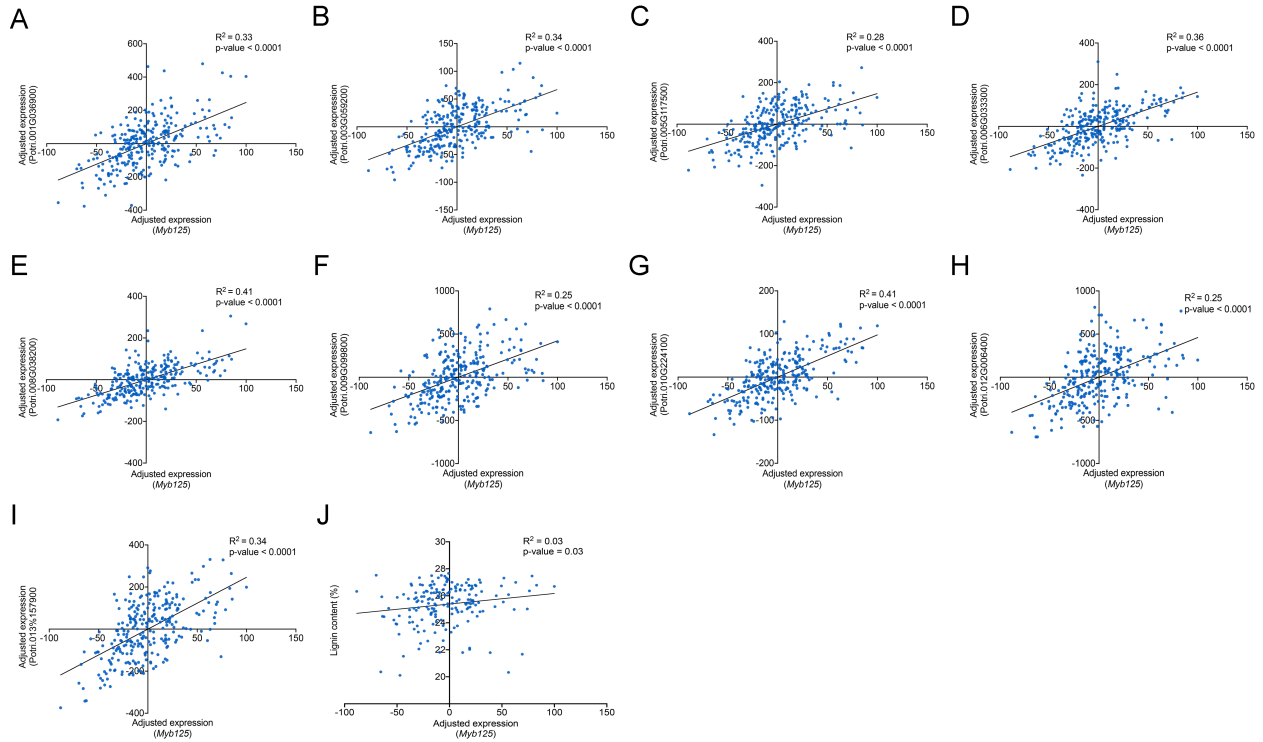 A
R² = 0.33
p-value < 0.0001
600
400
200
-200
-400
-100
-50
50
100
150
Adjusted expression
(Potri.001G036900)
Adjusted expression
(Myb125)
B
R² = 0.34
p-value < 0.0001
150
100
50
-50
-100
-150
-100
-50
50
100
150
Adjusted expression
(Potri.003G059200)
Adjusted expression
(Myb125)
C
R² = 0.28
p-value < 0.0001
400
200
-200
-400
-100
-50
50
100
150
Adjusted expression
(Potri.005G117500)
Adjusted expression
(Myb125)
D
R² = 0.36
p-value < 0.0001
400
200
-200
-400
-100
-50
50
100
150
Adjusted expression
(Potri.006G033300)
Adjusted expression
(Myb125)
E
R² = 0.41
p-value < 0.0001
400
200
-200
-400
-100
-50
50
100
150
Adjusted expression
(Potri.008G038200)
Adjusted expression
(Myb125)
F
R² = 0.25
p-value < 0.0001
1000
500
-500
-1000
-100
-50
50
100
150
Adjusted expression
(Potri.009G099800)
Adjusted expression
(Myb125)
G
R² = 0.41
p-value < 0.0001
200
100
-100
-200
-100
-50
50
100
150
Adjusted expression
(Potri.010G224100)
Adjusted expression
(Myb125)
H
R² = 0.25
p-value < 0.0001
1000
500
-500
-1000
-100
-50
50
100
150
Adjusted expression
(Potri.012G006400)
Adjusted expression
(Myb125)
I
R² = 0.34
p-value < 0.0001
400
200
-200
-400
-100
-50
50
100
150
Adjusted expression
(Potri.013%157900
Adjusted expression
(Myb125)
J
R² = 0.03
p-value = 0.03
30
28
26
24
22
20
-100
-50
0
50
100
150
Lignin content (%)
Adjusted expression
(Myb125)